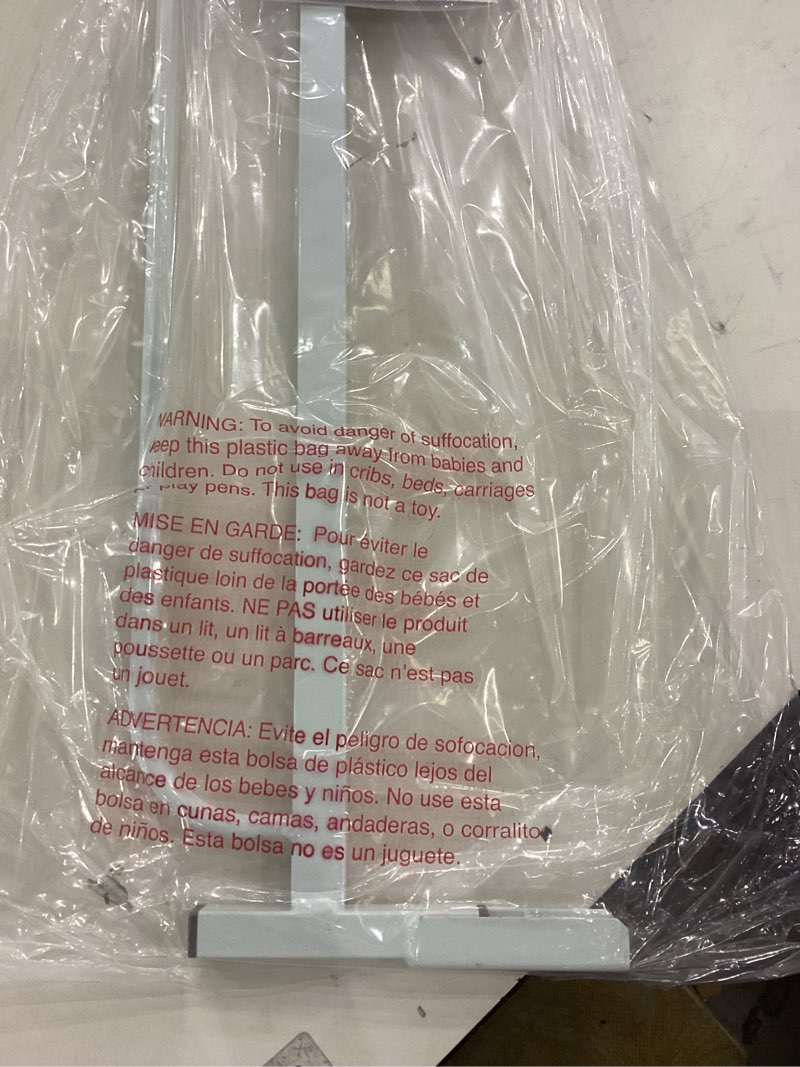 WARNING: To avoid danger of suffocation,
keep this plastic bag away from babies and
children. Do not use in cribs, beds, carriages
or play pens. This bag is not a toy.
MISE EN GARDE: Pour éviter le
danger de suffocation, gardez ce sac de
plastique loin de la portée des bébés et
des enfants. NE PAS utiliser le produit
dans un lit, un lit à barreaux, une
poussette ou un parc. Ce sac n'est pas
un jouet.
ADVERTENCIA: Evite el peligro de sofocacion,
mantenga esta bolsa de plástico lejos del
alcance de los bebes y niños. No use esta
bolsa en cunas, camas, andaderas, o corralito
de niños. Esta bolsa no es un juguete.